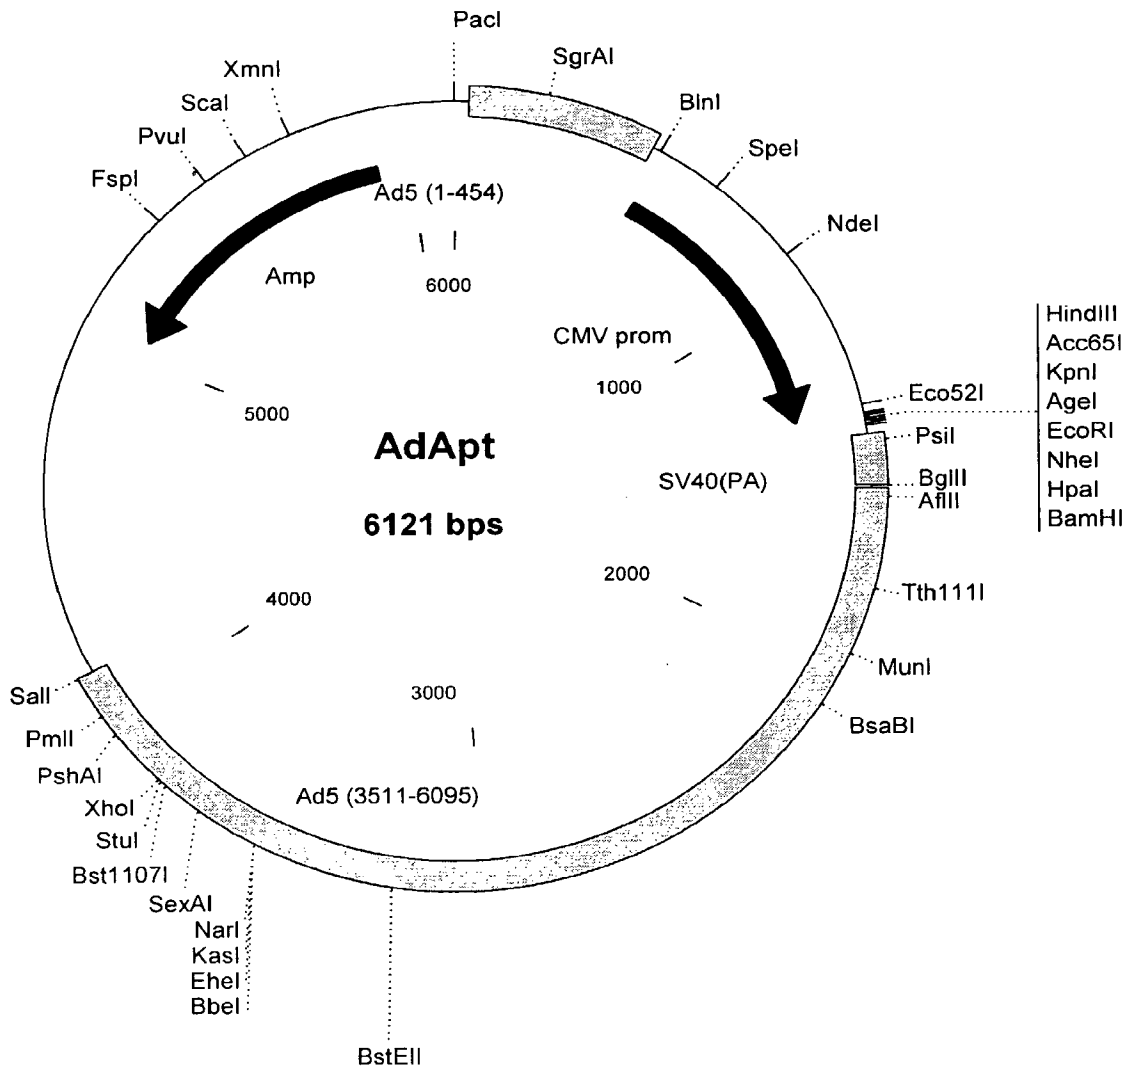 PacI
SgrAI
XmnI
BlnI
ScaI
PvuI
SpeI
FspI
Ad5 (1-454)
NdeI
Amp
6000
HindIII
Acc65I
KpnI
AgeI
EcoRI
NheI
HpaI
BamHI
CMV prom
1000
Eco52I
5000
PsiI
AdApt
SV40(PA)
BglII
AflII
6121 bps
2000
4000
Tth111I
MunI
SalI
3000
BsaBI
PmlI
PshAI
Ad5 (3511-6095)
XhoI
StuI
Bst1107I
SexAI
NarI
KasI
EheI
BbeI
BstEII